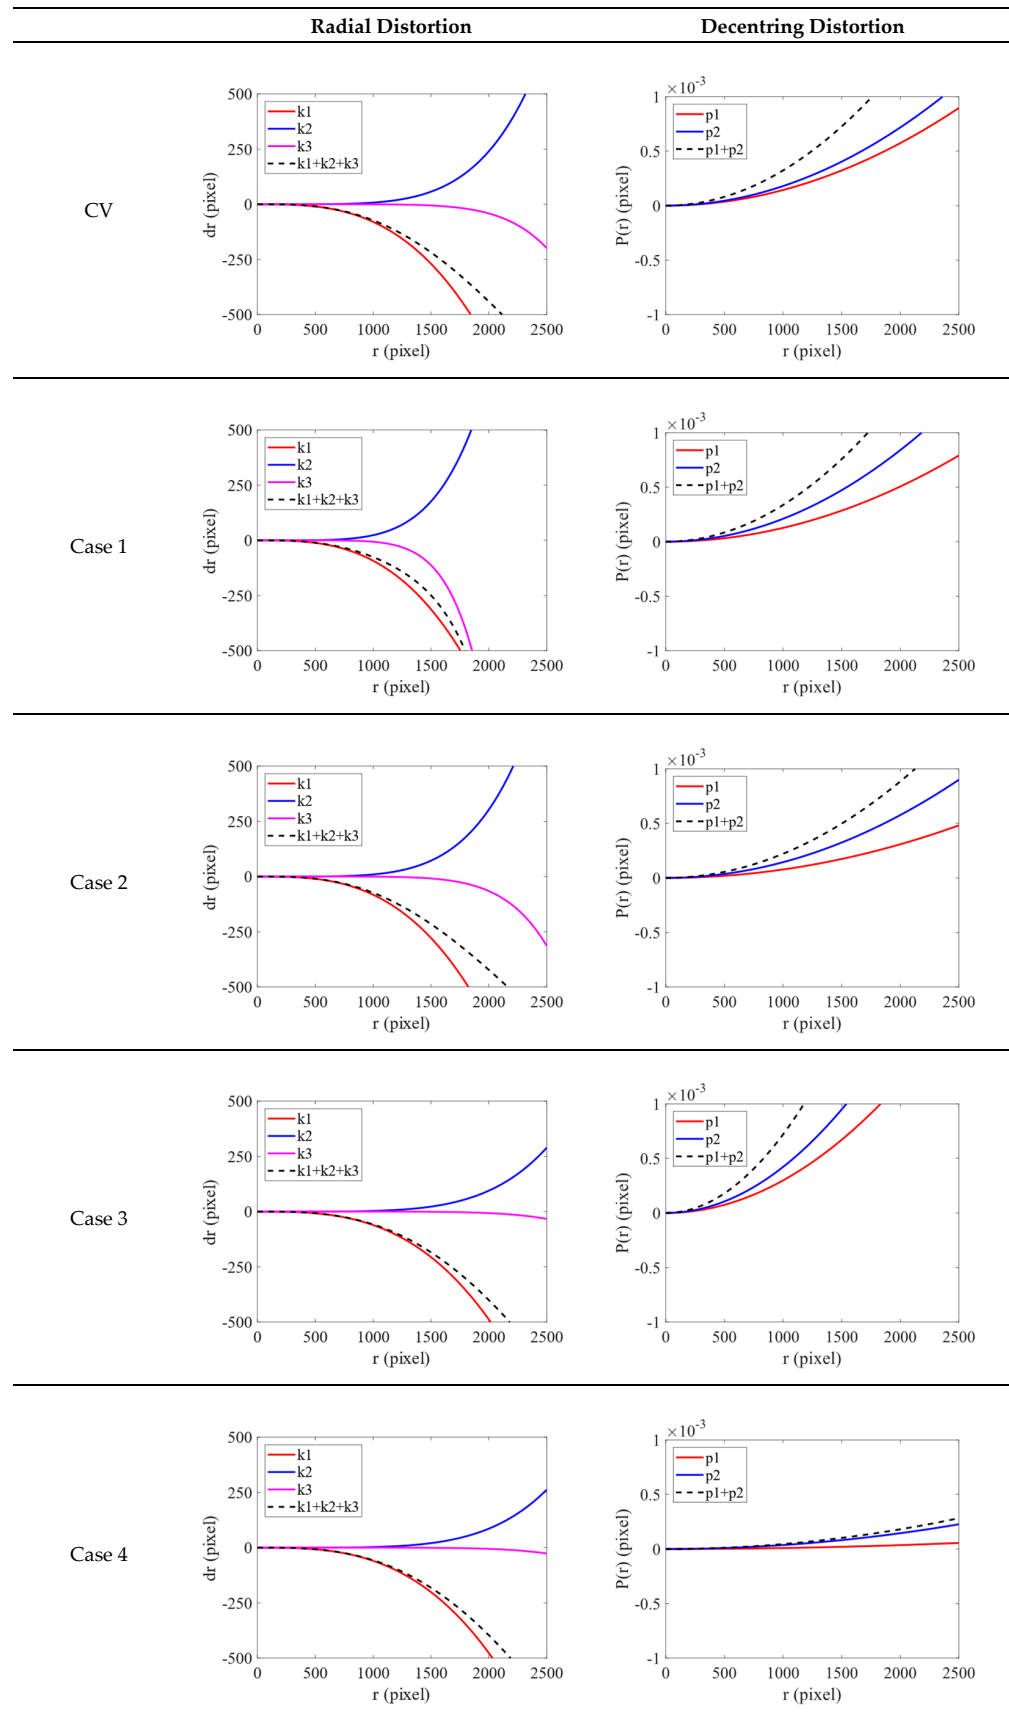 Radial Distortion Decentring Distortion
CV
500
250
0
-250
-500
dr (pixel)
k1
k2
k3
k1+k2+k3
0 500 1000 1500 2000 2500
r (pixel)
×10-3
1
0.5
0
-0.5
-1
P(r) (pixel)
p1
p2
p1+p2
0 500 1000 1500 2000 2500
r (pixel)
Case 1
500
250
0
-250
-500
dr (pixel)
k1
k2
k3
k1+k2+k3
0 500 1000 1500 2000 2500
r (pixel)
×10-3
1
0.5
0
-0.5
-1
P(r) (pixel)
p1
p2
p1+p2
0 500 1000 1500 2000 2500
r (pixel)
Case 2
500
250
0
-250
-500
dr (pixel)
k1
k2
k3
k1+k2+k3
0 500 1000 1500 2000 2500
r (pixel)
×10-3
1
0.5
0
-0.5
-1
P(r) (pixel)
p1
p2
p1+p2
0 500 1000 1500 2000 2500
r (pixel)
Case 3
500
250
0
-250
-500
dr (pixel)
k1
k2
k3
k1+k2+k3
0 500 1000 1500 2000 2500
r (pixel)
×10-3
1
0.5
0
-0.5
-1
P(r) (pixel)
p1
p2
p1+p2
0 500 1000 1500 2000 2500
r (pixel)
Case 4
500
250
0
-250
-500
dr (pixel)
k1
k2
k3
k1+k2+k3
0 500 1000 1500 2000 2500
r (pixel)
×10-3
1
0.5
0
-0.5
-1
P(r) (pixel)
p1
p2
p1+p2
0 500 1000 1500 2000 2500
r (pixel)